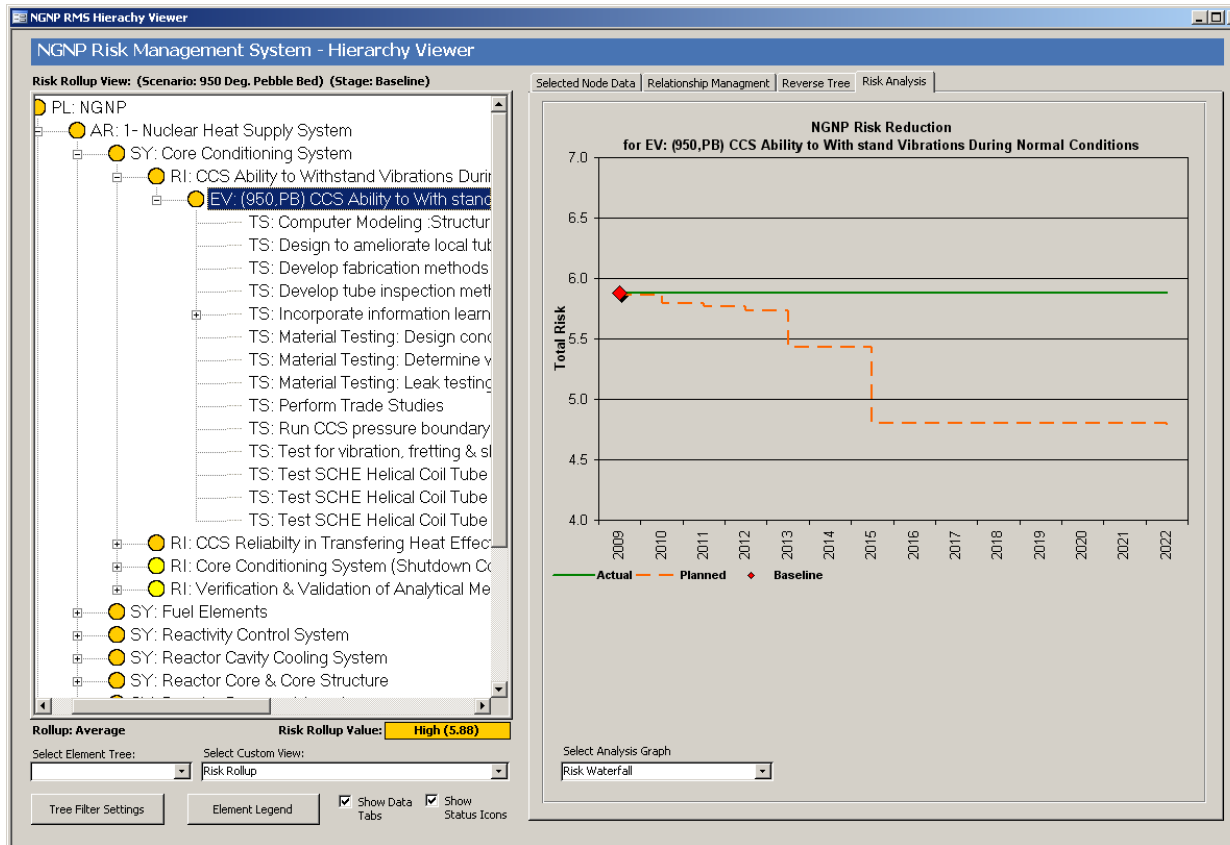 NGNP RMS Hierachy Viewer
NGNP Risk Management System - Hierarchy Viewer
Risk Rollup View: (Scenario: 950 Deg. Pebble Bed) (Stage: Baseline)
PL: NGNP
AR: 1- Nuclear Heat Supply System
SY: Core Conditioning System
RI: CCS Ability to Withstand Vibrations Duri
EV: (950,PB) CCS Ability to With stand
TS: Computer Modeling :Structur
TS: Design to ameliorate local tub
TS: Develop fabrication methods
TS: Develop tube inspection meth
TS: Incorporate information learn
TS: Material Testing: Design conc
TS: Material Testing: Determine v
TS: Material Testing: Leak testing
TS: Perform Trade Studies
TS: Run CCS pressure boundary
TS: Test for vibration, fretting & sl
TS: Test SCHE Helical Coil Tube
TS: Test SCHE Helical Coil Tube
TS: Test SCHE Helical Coil Tube
RI: CCS Reliabilty in Transfering Heat Effec
RI: Core Conditioning System (Shutdown Co
RI: Verification & Validation of Analytical Me
SY: Fuel Elements
SY: Reactivity Control System
SY: Reactor Cavity Cooling System
SY: Reactor Core & Core Structure
Rollup: Average
Risk Rollup Value: High (5.88)
Select Element Tree:
Select Custom View:
Risk Rollup
Tree Filter Settings
Element Legend
Show Data Tabs
Show Status Icons
Selected Node Data
Relationship Managment
Reverse Tree
Risk Analysis
NGNP Risk Reduction
for EV: (950,PB) CCS Ability to With stand Vibrations During Normal Conditions
Total Risk
7.0
6.5
6.0
5.5
5.0
4.5
4.0
2009
2010
2011
2012
2013
2014
2015
2016
2017
2018
2019
2020
2021
2022
Actual
Planned
Baseline
Select Analysis Graph
Risk Waterfall